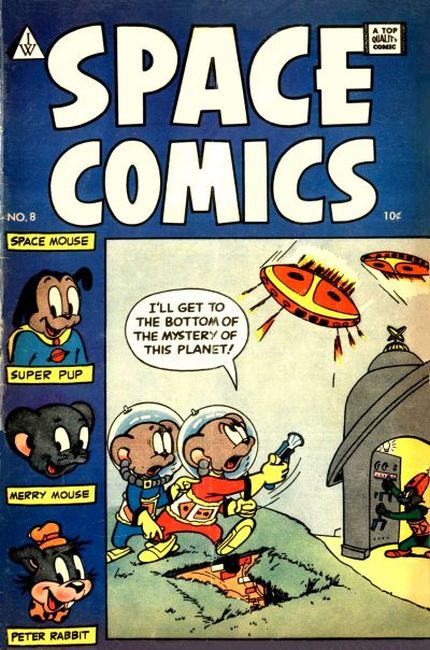 IW
SPACE
A TOP
QUALITY
COMIC
COMICS
NO. 8
10¢
SPACE MOUSE
SUPER PUP
MERRY MOUSE
PETER RABBIT
I'LL GET TO
THE BOTTOM OF
THE MYSTERY OF
THIS PLANET!